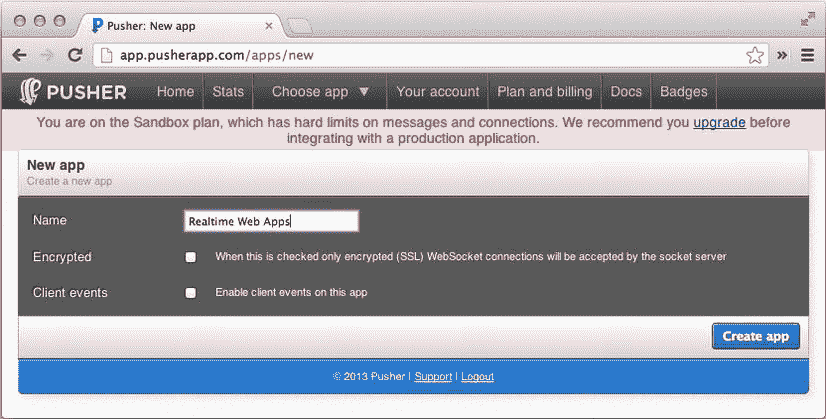 Pusher: New app
app.pusherapp.com/apps/new
PUSHER Home Stats Choose app ▼ Your account Plan and billing Docs Badges
You are on the Sandbox plan, which has hard limits on messages and connections. We recommend you upgrade before
integrating with a production application.
New app
Create a new app
Name Realtime Web Apps
Encrypted When this is checked only encrypted (SSL) WebSocket connections will be accepted by the socket server
Client events Enable client events on this app
Create app
© 2013 Pusher | Support | Logout